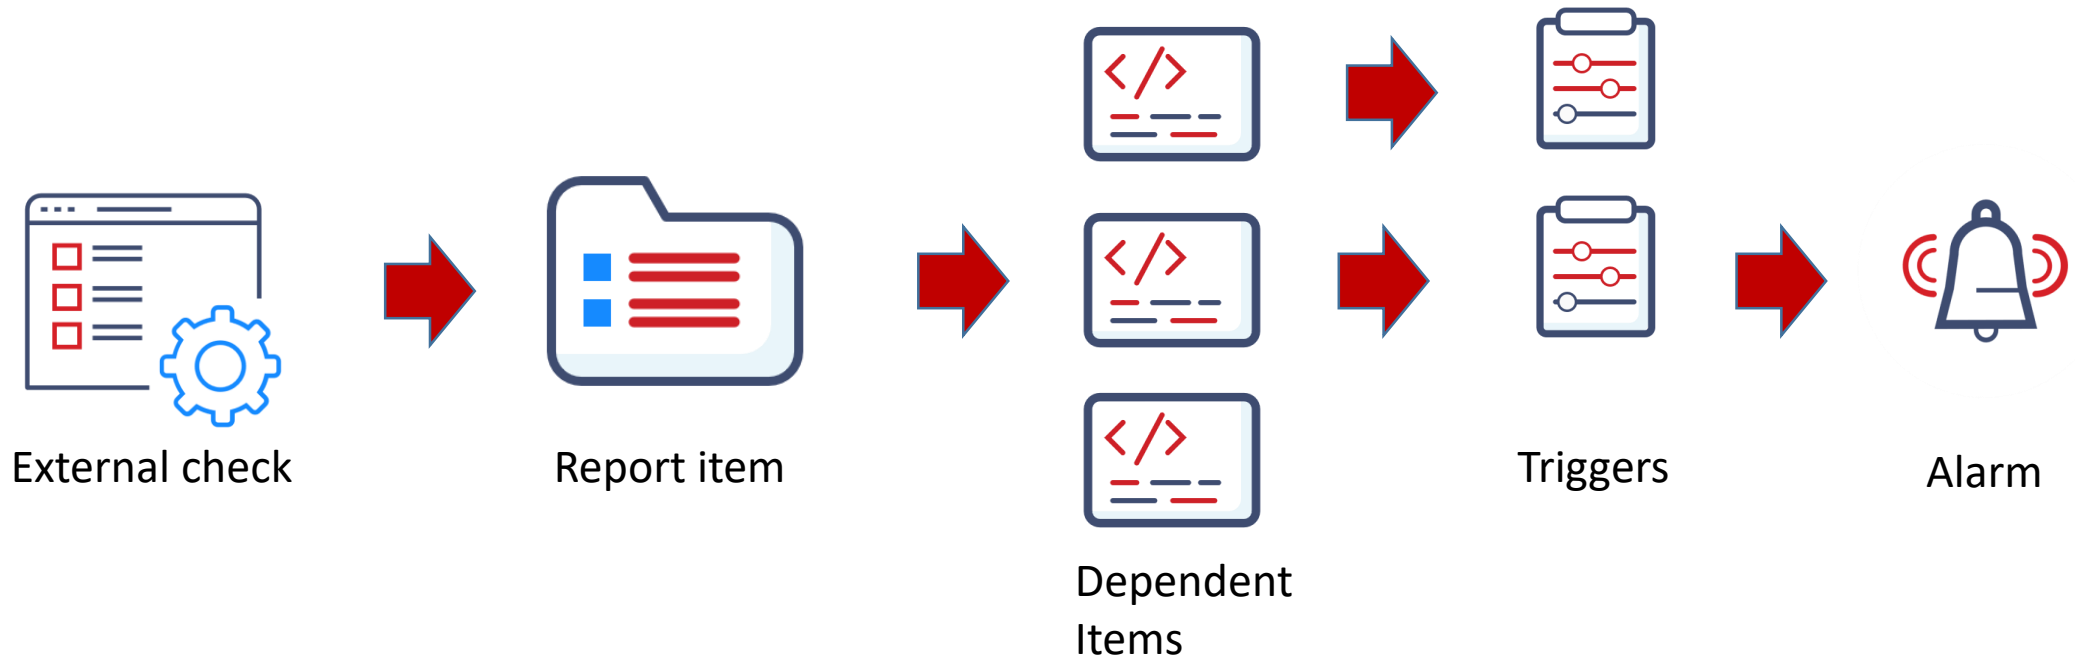 External check
Report item
Dependent
Items
Triggers
Alarm